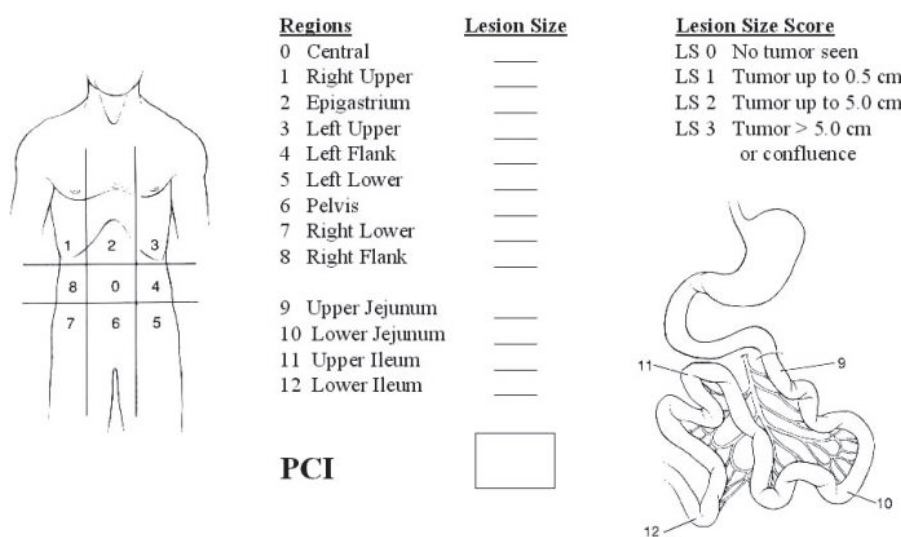 Regions Lesion Size
0 Central
1 Right Upper
2 Epigastrium
3 Left Upper
4 Left Flank
5 Left Lower
6 Pelvis
7 Right Lower
8 Right Flank
9 Upper Jejunum
10 Lower Jejunum
11 Upper Ileum
12 Lower Ileum
PCI
Lesion Size Score
LS 0 No tumor seen
LS 1 Tumor up to 0.5 cm
LS 2 Tumor up to 5.0 cm
LS 3 Tumor > 5.0 cm
or confluence
1 2 3
8 0 4
7 6 5
11
9
10
12